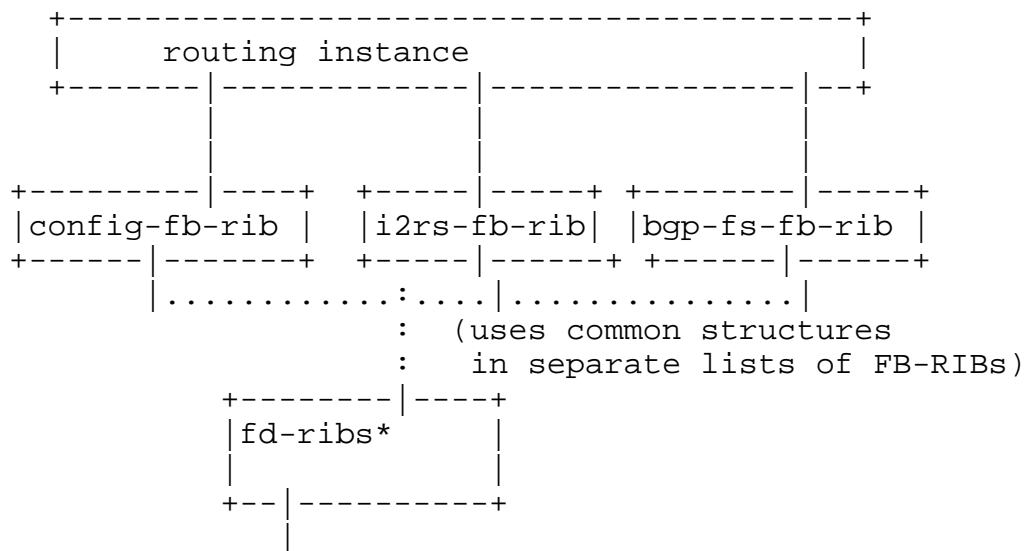 routing instance
config-fb-rib i2rs-fb-rib bgp-fs-fb-rib
(uses common structures
in separate lists of FB-RIBs)
fd-ribs*